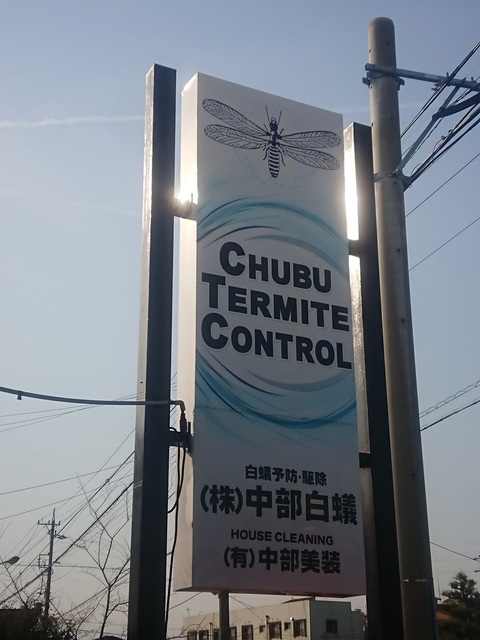 CHUBU
TERMITE
CONTROL
白蟻予防・駆除
(株)中部白蟻
HOUSE CLEANING
(有)中部美装